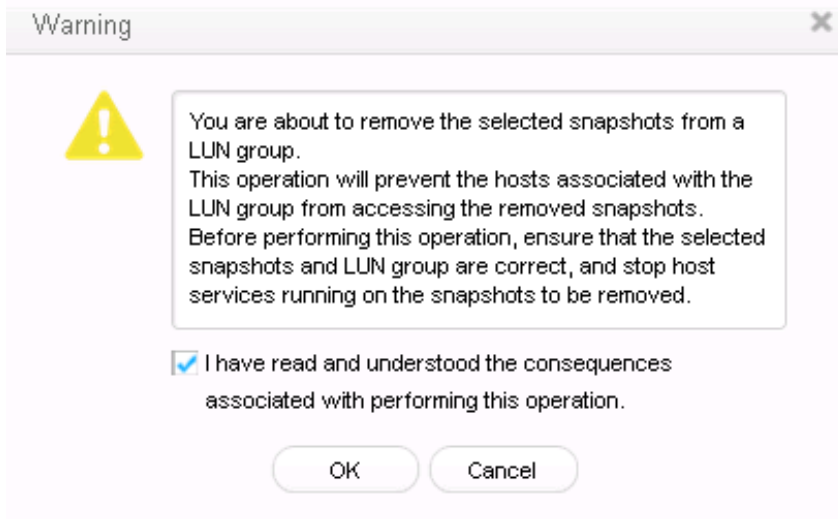 Warning
You are about to remove the selected snapshots from a
LUN group.
This operation will prevent the hosts associated with the
LUN group from accessing the removed snapshots.
Before performing this operation, ensure that the selected
snapshots and LUN group are correct, and stop host
services running on the snapshots to be removed.
I have read and understood the consequences
associated with performing this operation.
OK Cancel